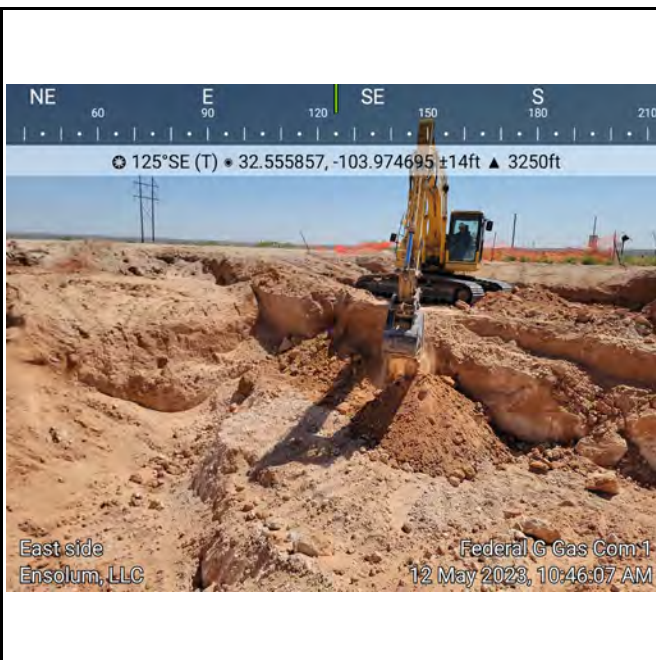 NE E SE S
60 90 120 150 180 210
125°SE (T) 32.555857, -103.974695 ±14ft ▲ 3250ft
East side
Ensolum, LLC
Federal G Gas Com 1
12 May 2023, 10:46:07 AM